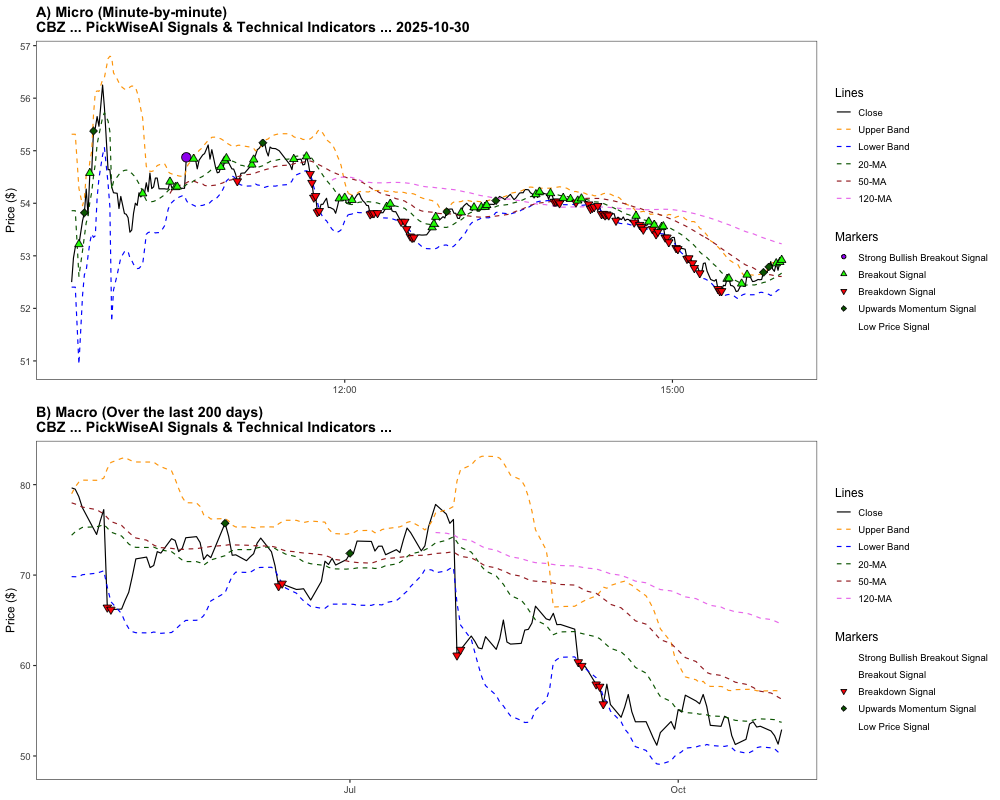 A) Micro (Minute-by-minute)
CBZ ... PickWiseAI Signals & Technical Indicators ... 2025-10-30
57
56
55
54
53
52
51
Price ($)
12:00
15:00
Lines
Close
Upper Band
Lower Band
20-MA
50-MA
120-MA
Markers
Strong Bullish Breakout Signal
Breakout Signal
Breakdown Signal
Upwards Momentum Signal
Low Price Signal
B) Macro (Over the last 200 days)
CBZ ... PickWiseAI Signals & Technical Indicators ...
80
70
60
50
Price ($)
Jul
Oct
Lines
Close
Upper Band
Lower Band
20-MA
50-MA
120-MA
Markers
Strong Bullish Breakout Signal
Breakout Signal
Breakdown Signal
Upwards Momentum Signal
Low Price Signal